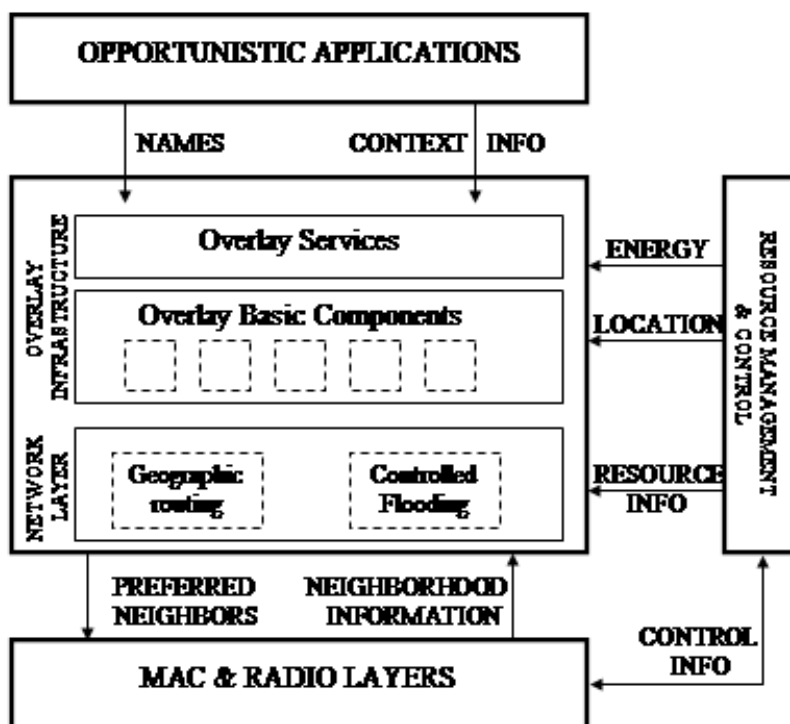 OPPORTUNISTIC APPLICATIONS
NAMES
CONTEXT INFO
OVERLAY
INFRASTRUCTURE
Overlay Services
Overlay Basic Components
NETWORK
LAYER
Geographic
routing
Controlled
Flooding
ENERGY
LOCATION
RESOURCE
INFO
RESOURCE MANAGEMENT
& CONTROL
PREFERRED
NEIGHBORS
NEIGHBORHOOD
INFORMATION
CONTROL
INFO
MAC & RADIO LAYERS